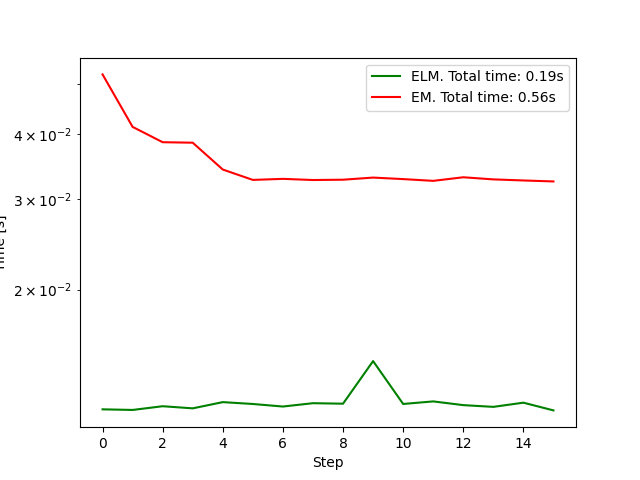 ELM. Total time: 0.19s
EM. Total time: 0.56s
4 × 10⁻²
3 × 10⁻²
2 × 10⁻²
Time [s]
0 2 4 6 8 10 12 14
Step